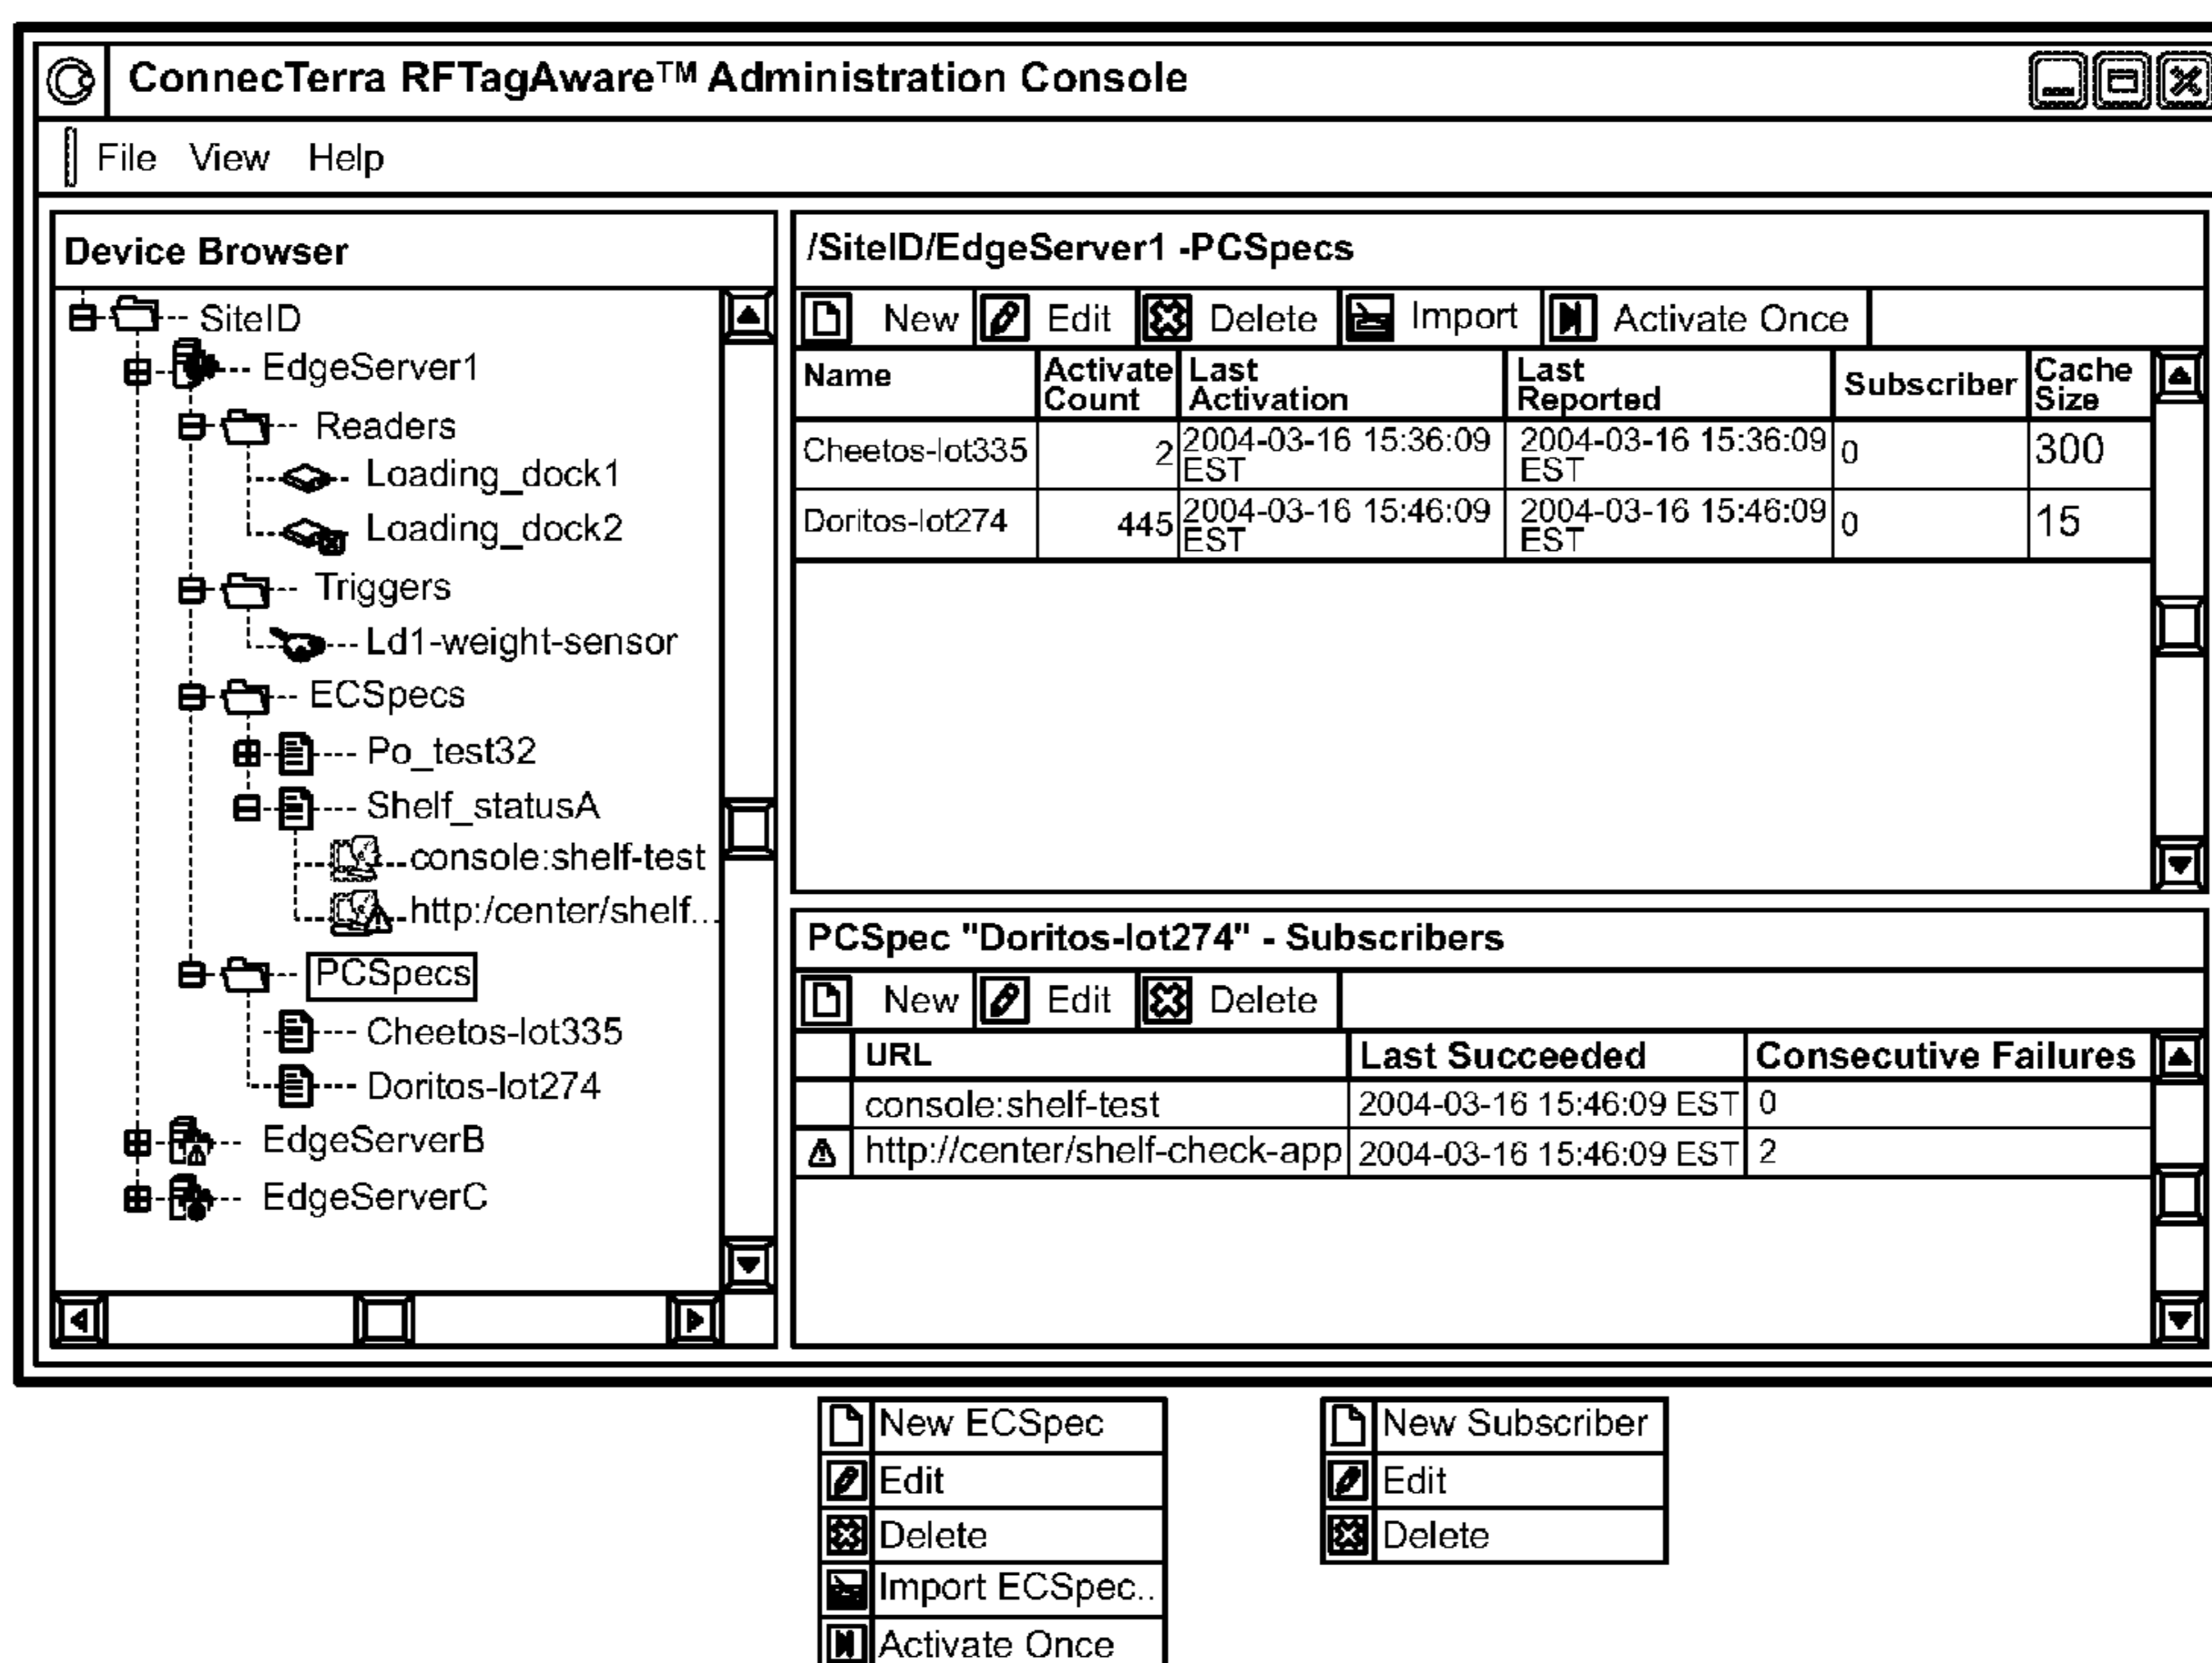 ConnecTerra RFTagAware™ Administration Console
File View Help
Device Browser
SiteID
EdgeServer1
Readers
Loading_dock1
Loading_dock2
Triggers
Ld1-weight-sensor
ECSpecs
Po_test32
Shelf_statusA
console:shelf-test
http:/center/shelf...
PCSpecs
Cheetos-lot335
Doritos-lot274
EdgeServerB
EdgeServerC
/SiteID/EdgeServer1 -PCSpecs
New Edit Delete Import Activate Once
Name Activate Count Last Activation Last Reported Subscriber Cache Size
Cheetos-lot335 2 2004-03-16 15:36:09 EST 2004-03-16 15:36:09 EST 0 300
Doritos-lot274 445 2004-03-16 15:46:09 EST 2004-03-16 15:46:09 EST 0 15
PCSpec "Doritos-lot274" - Subscribers
New Edit Delete
URL Last Succeeded Consecutive Failures
console:shelf-test 2004-03-16 15:46:09 EST 0
http://center/shelf-check-app 2004-03-16 15:46:09 EST 2
New ECSpec
Edit
Delete
Import ECSpec..
Activate Once
New Subscriber
Edit
Delete